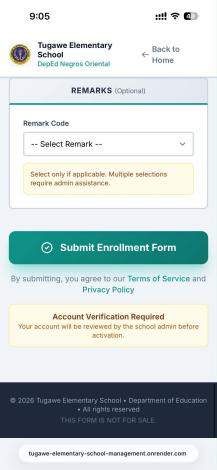 9:05
Tugawe Elementary
School
DepEd Negros Oriental
← Back to
Home
REMARKS (Optional)
Remark Code
-- Select Remark --
Select only if applicable. Multiple selections
require admin assistance.
Submit Enrollment Form
By submitting, you agree to our Terms of Service and
Privacy Policy
Account Verification Required
Your account will be reviewed by the school admin before
activation.
© 2026 Tugawe Elementary School • Department of Education
• All rights reserved
THIS FORM IS NOT FOR SALE.
tugawe-elementary-school-management.onrender.com